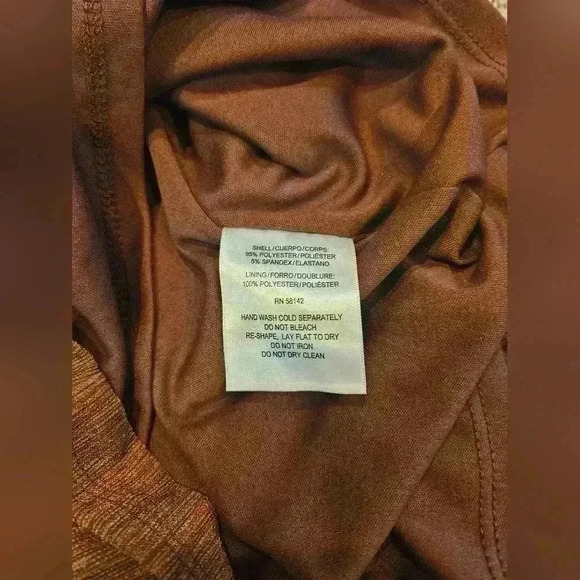 SHELL/CUERPO/CORPS:
95% POLYESTER/POLIÉSTER
5% SPANDEX/ELASTANO
LINING/FORRO/DOUBLURE:
100% POLYESTER/POLIÉSTER
RN 58142
HAND WASH COLD SEPARATELY
DO NOT BLEACH
RE-SHAPE, LAY FLAT TO DRY
DO NOT IRON
DO NOT DRY CLEAN